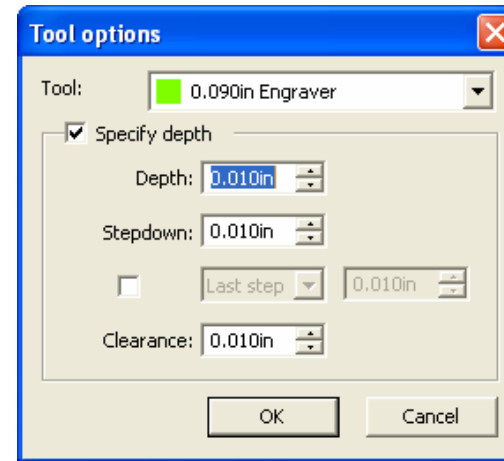 Tool options
Tool: 0.090in Engraver
Specify depth
Depth: 0.010in
Stepdown: 0.010in
Last step 0.010in
Clearance: 0.010in
OK Cancel